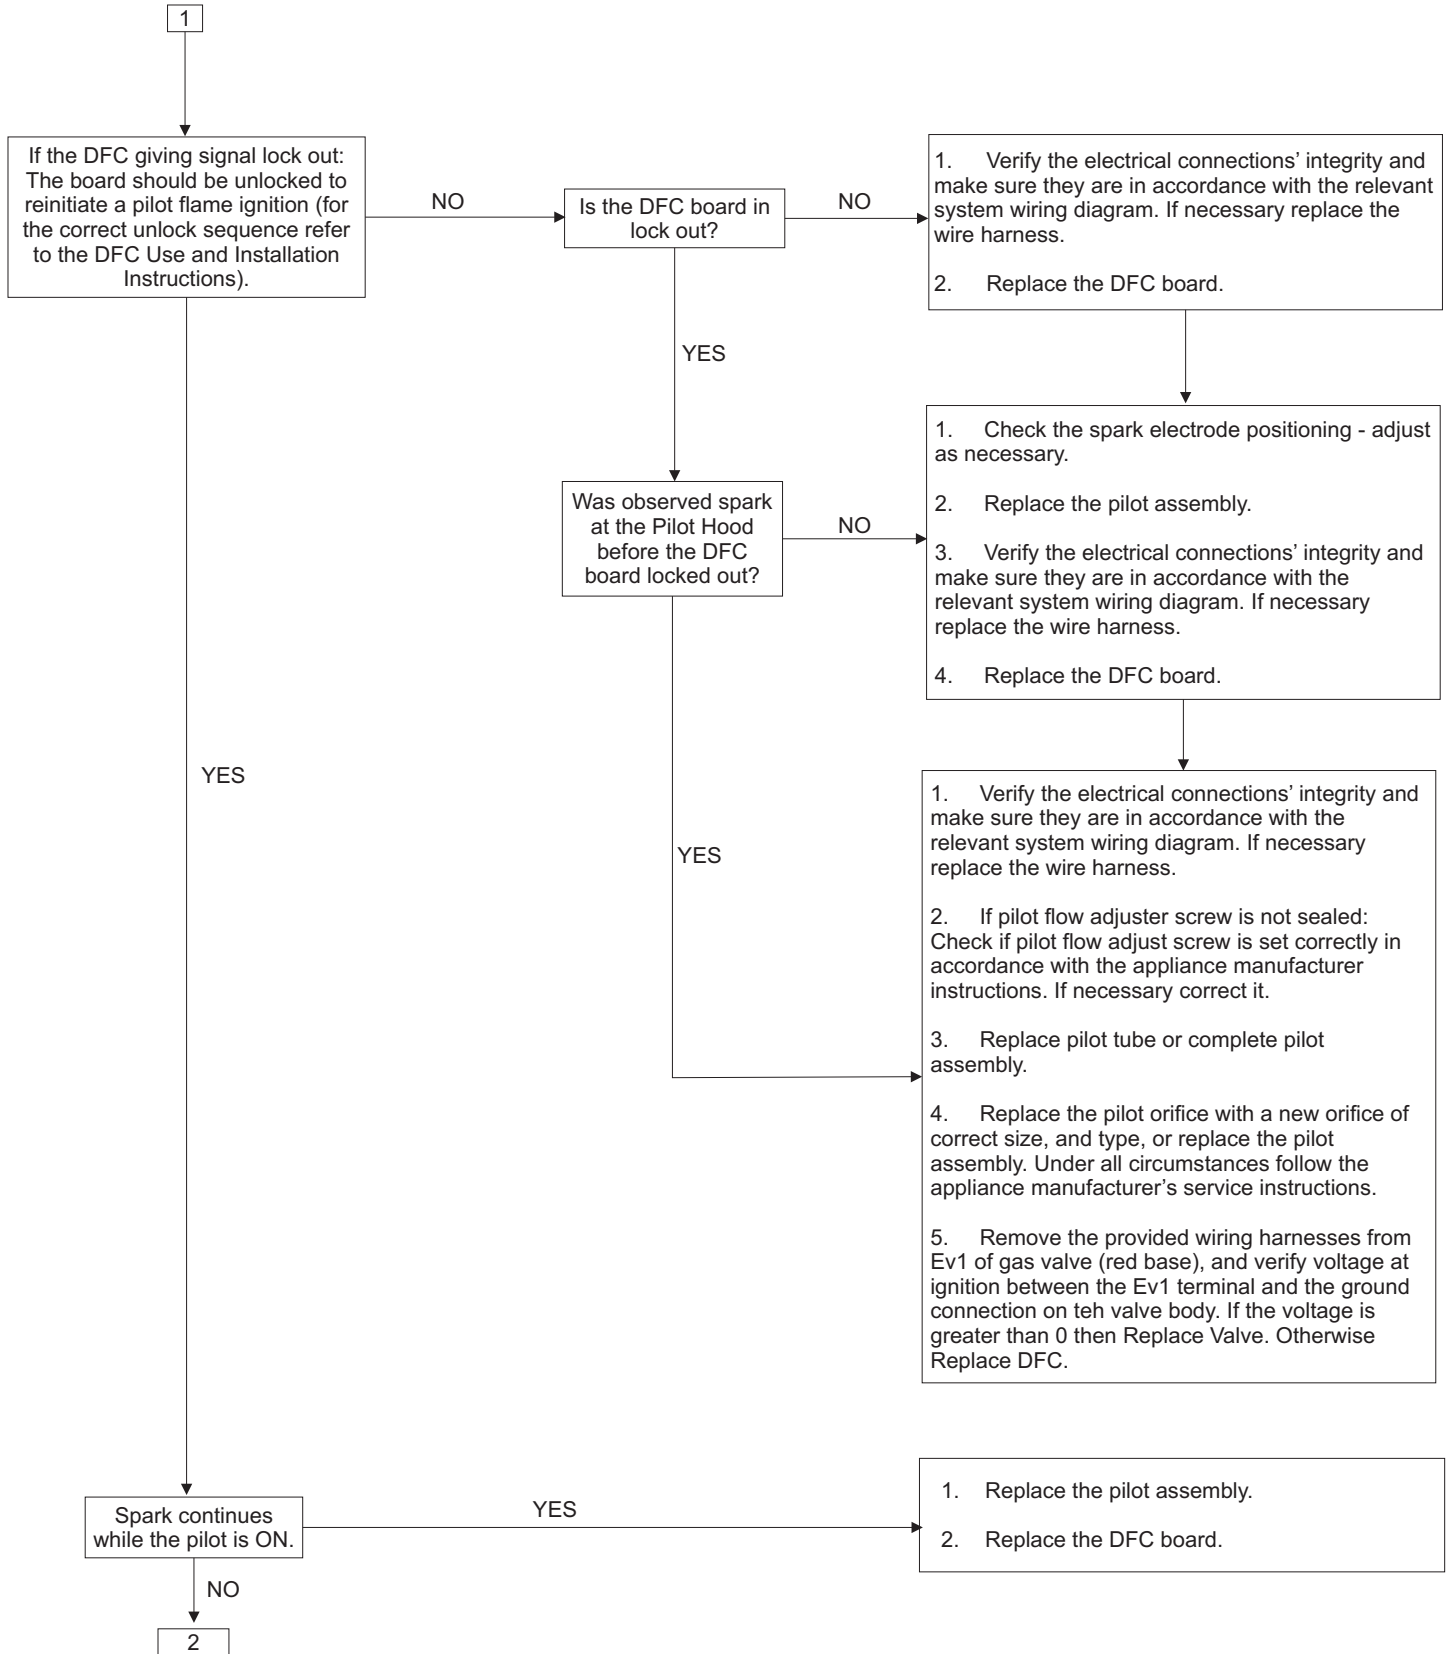 1
If the DFC giving signal lock out:
The board should be unlocked to
reinitiate a pilot flame ignition (for
the correct unlock sequence refer
to the DFC Use and Installation
Instructions).
NO
Is the DFC board in
lock out?
NO
1. Verify the electrical connections' integrity and
make sure they are in accordance with the relevant
system wiring diagram. If necessary replace the
wire harness.
2. Replace the DFC board.
YES
Was observed spark
at the Pilot Hood
before the DFC
board locked out?
NO
1. Check the spark electrode positioning - adjust
as necessary.
2. Replace the pilot assembly.
3. Verify the electrical connections' integrity and
make sure they are in accordance with the
relevant system wiring diagram. If necessary
replace the wire harness.
4. Replace the DFC board.
YES
YES
1. Verify the electrical connections' integrity and
make sure they are in accordance with the
relevant system wiring diagram. If necessary
replace the wire harness.
2. If pilot flow adjuster screw is not sealed:
Check if pilot flow adjust screw is set correctly in
accordance with the appliance manufacturer
instructions. If necessary correct it.
3. Replace pilot tube or complete pilot
assembly.
4. Replace the pilot orifice with a new orifice of
correct size, and type, or replace the pilot
assembly. Under all circumstances follow the
appliance manufacturer's service instructions.
5. Remove the provided wiring harnesses from
Ev1 of gas valve (red base), and verify voltage at
ignition between the Ev1 terminal and the ground
connection on teh valve body. If the voltage is
greater than 0 then Replace Valve. Otherwise
Replace DFC.
Spark continues
while the pilot is ON.
YES
1. Replace the pilot assembly.
2. Replace the DFC board.
NO
2